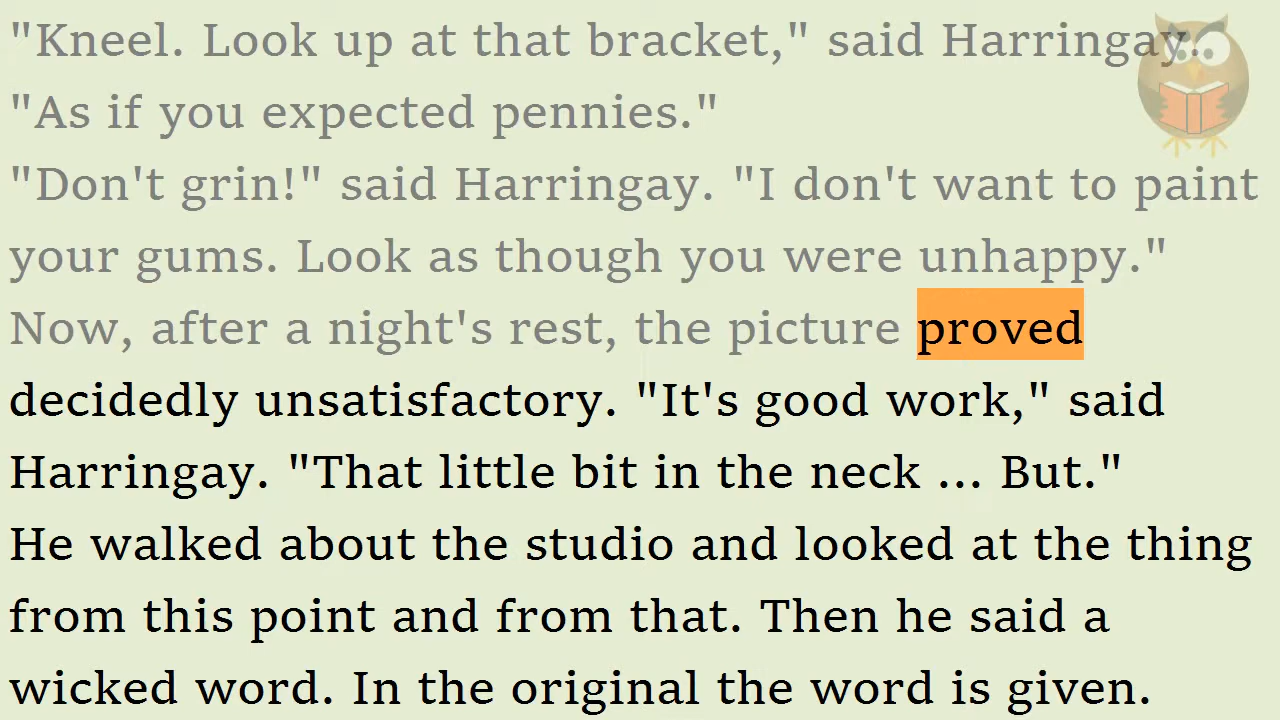 "Kneel. Look up at that bracket," said Harringay.
"As if you expected pennies."
"Don't grin!" said Harringay. "I don't want to paint
your gums. Look as though you were unhappy."
Now, after a night's rest, the picture proved
decidedly unsatisfactory. "It's good work," said
Harringay. "That little bit in the neck ... But."
He walked about the studio and looked at the thing
from this point and from that. Then he said a
wicked word. In the original the word is given.